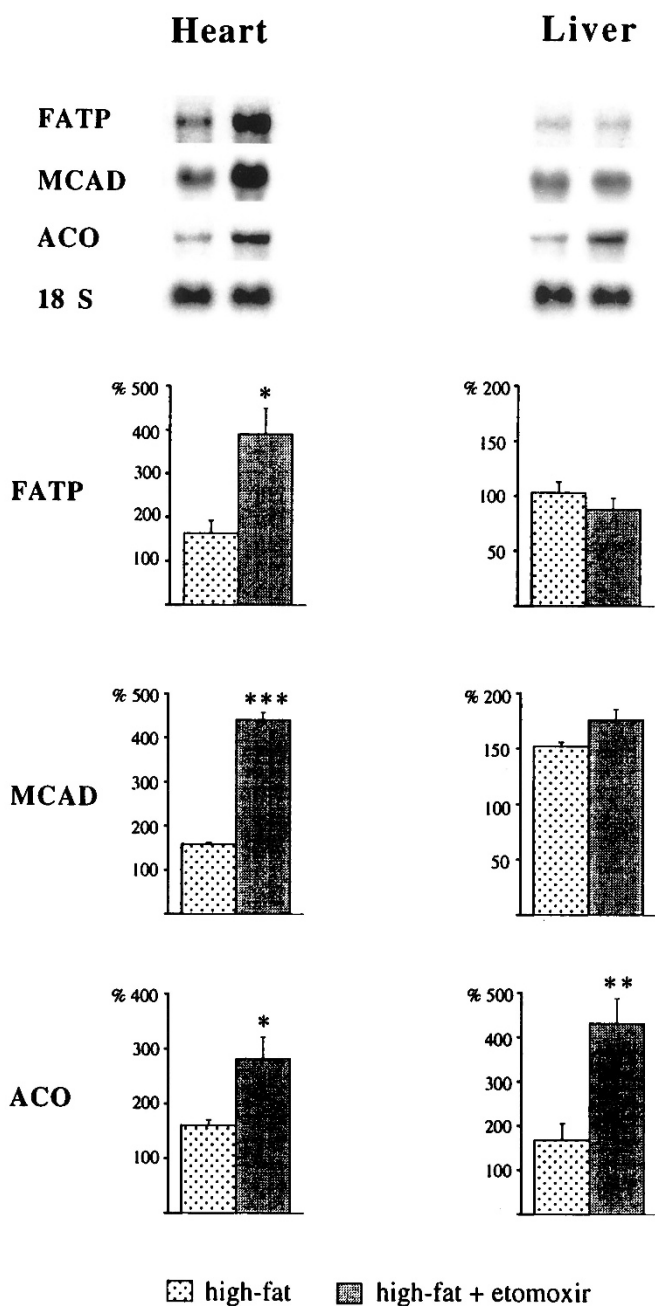 Heart Liver
FATP
MCAD
ACO
18 S
% 500 * % 200
400 150
300
FATP 100
200
100 50
% 500 *** % 200
400 150
300
MCAD 100
200
100 50
% 400 * % 500 **
300 400
300
ACO 200
200
100 100
high-fat high-fat + etomoxir